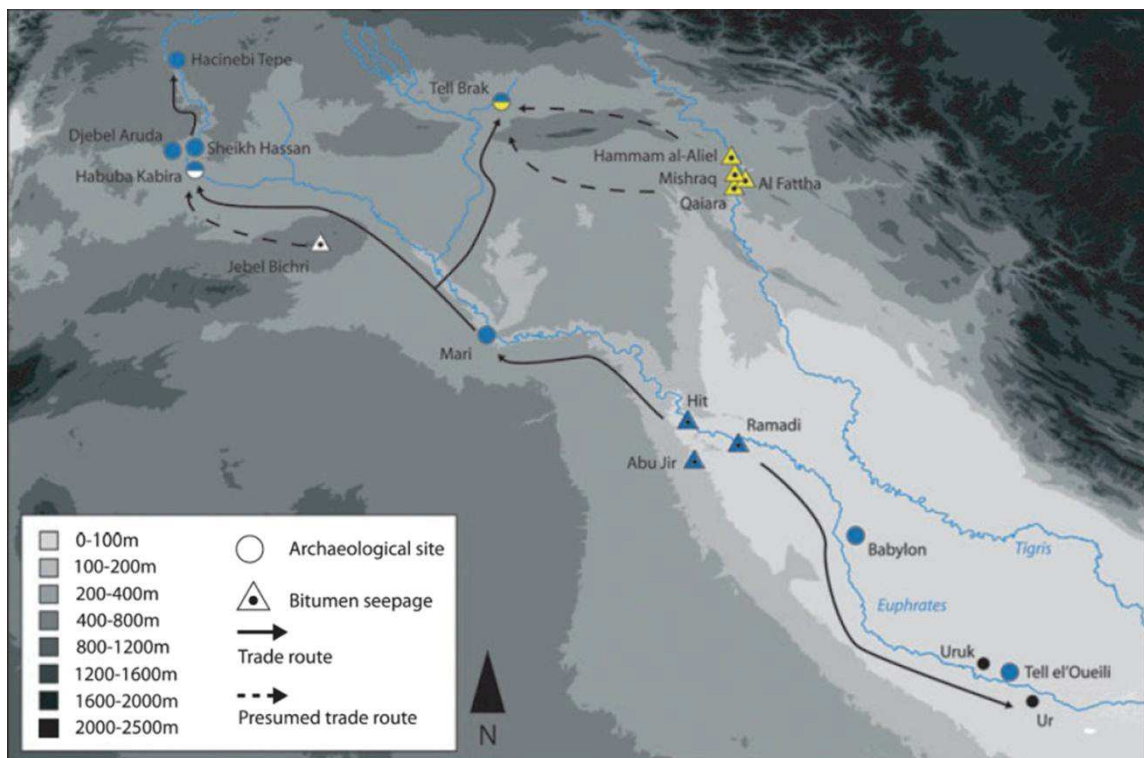 Hacinebi Tepe
Tell Brak
Djebel Aruda
Sheikh Hassan
Habuba Kabira
Hammam al-Aliel
Mishraq
Al Fattha
Qaiara
Jebel Bichri
Mari
Hit
Ramadi
Abu Jir
Babylon
Tigris
Euphrates
Uruk
Tell el'Oueili
Ur
0-100m
100-200m
200-400m
400-800m
800-1200m
1200-1600m
1600-2000m
2000-2500m
Archaeological site
Bitumen seepage
Trade route
Presumed trade route
N